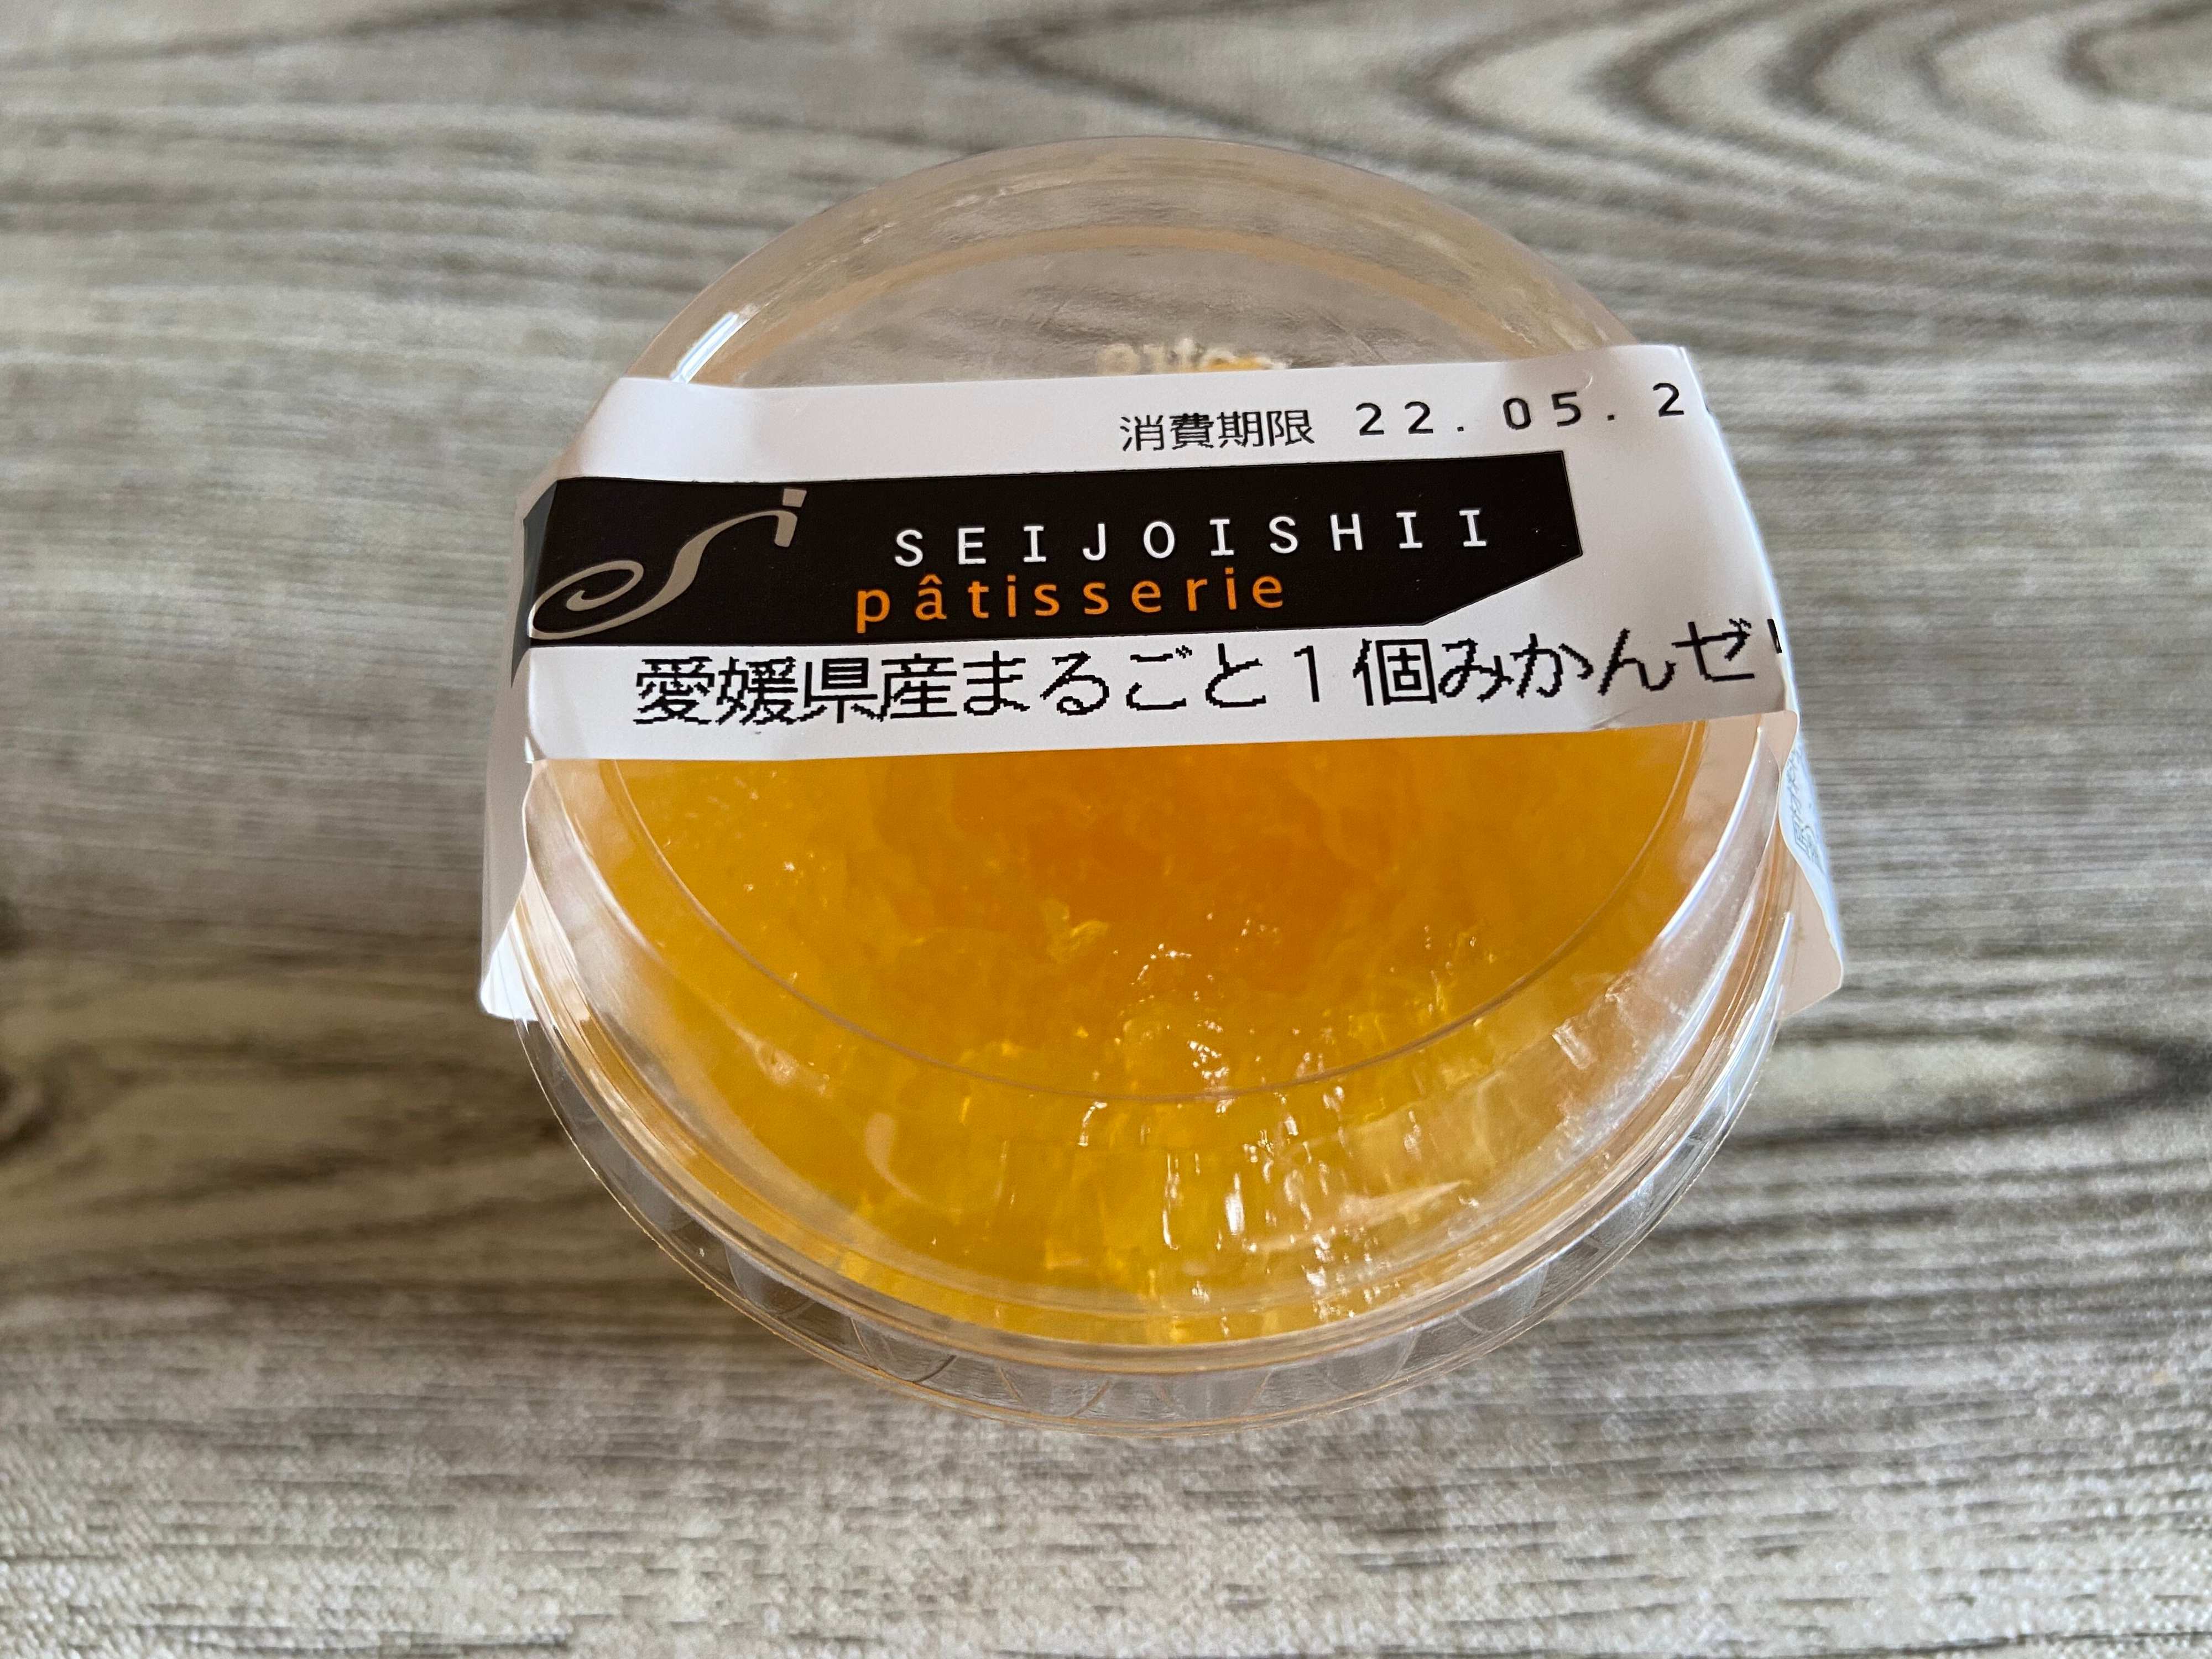 消費期限 22.05.2
SEIJOISHII
pâtisserie
愛媛県産まるごと1個みかんゼ